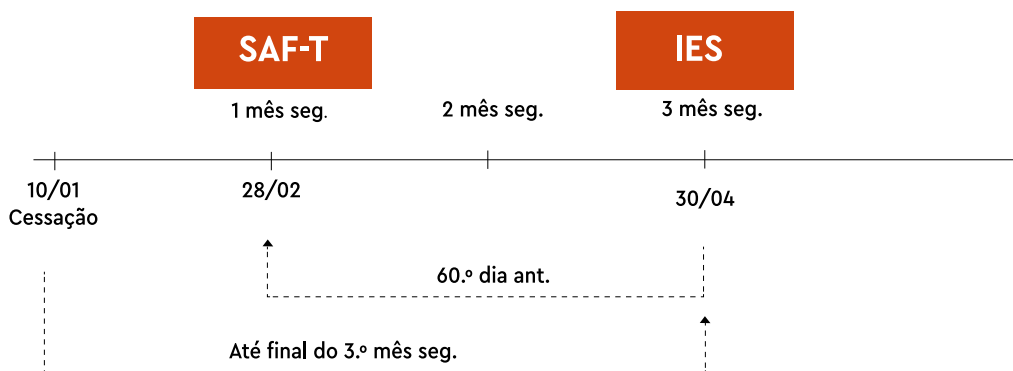 SAF-T
IES
1 mês seg.
2 mês seg.
3 mês seg.
10/01
Cessação
28/02
30/04
60.º dia ant.
Até final do 3.º mês seg.